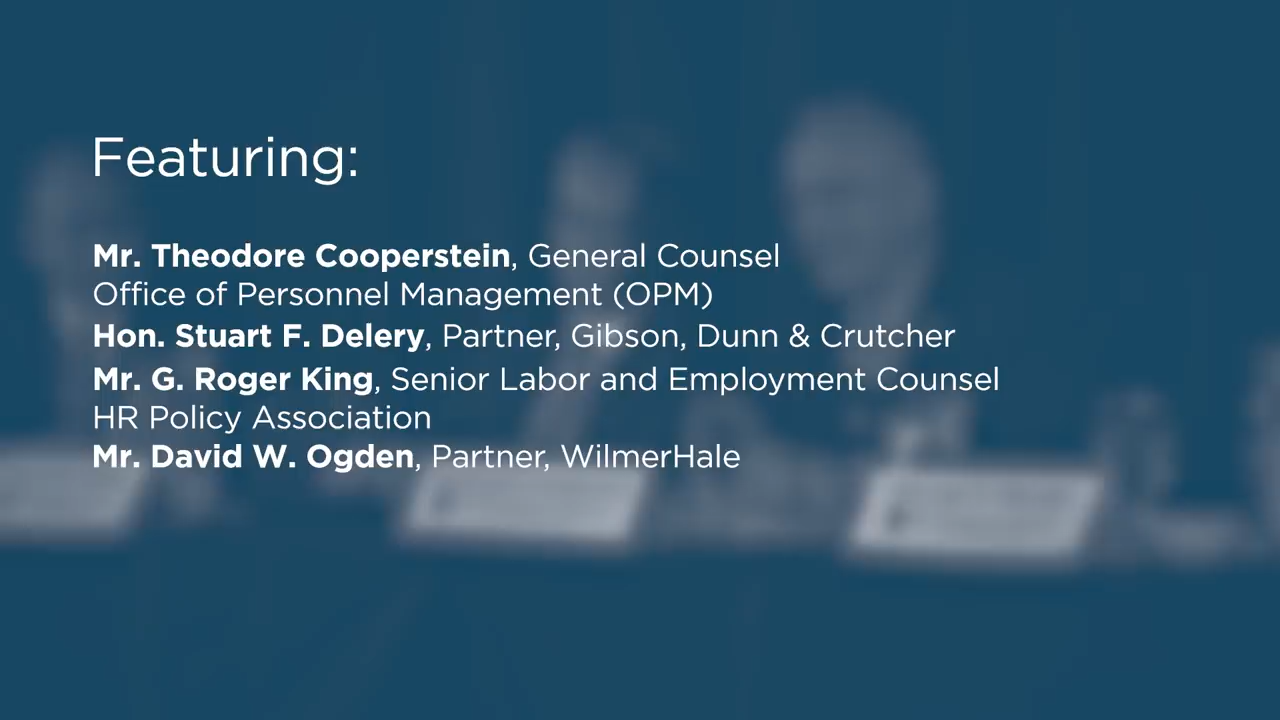 Featuring:
Mr. Theodore Cooperstein, General Counsel
Office of Personnel Management (OPM)
Hon. Stuart F. Delery, Partner, Gibson, Dunn & Crutcher
Mr. G. Roger King, Senior Labor and Employment Counsel
HR Policy Association
Mr. David W. Ogden, Partner, WilmerHale